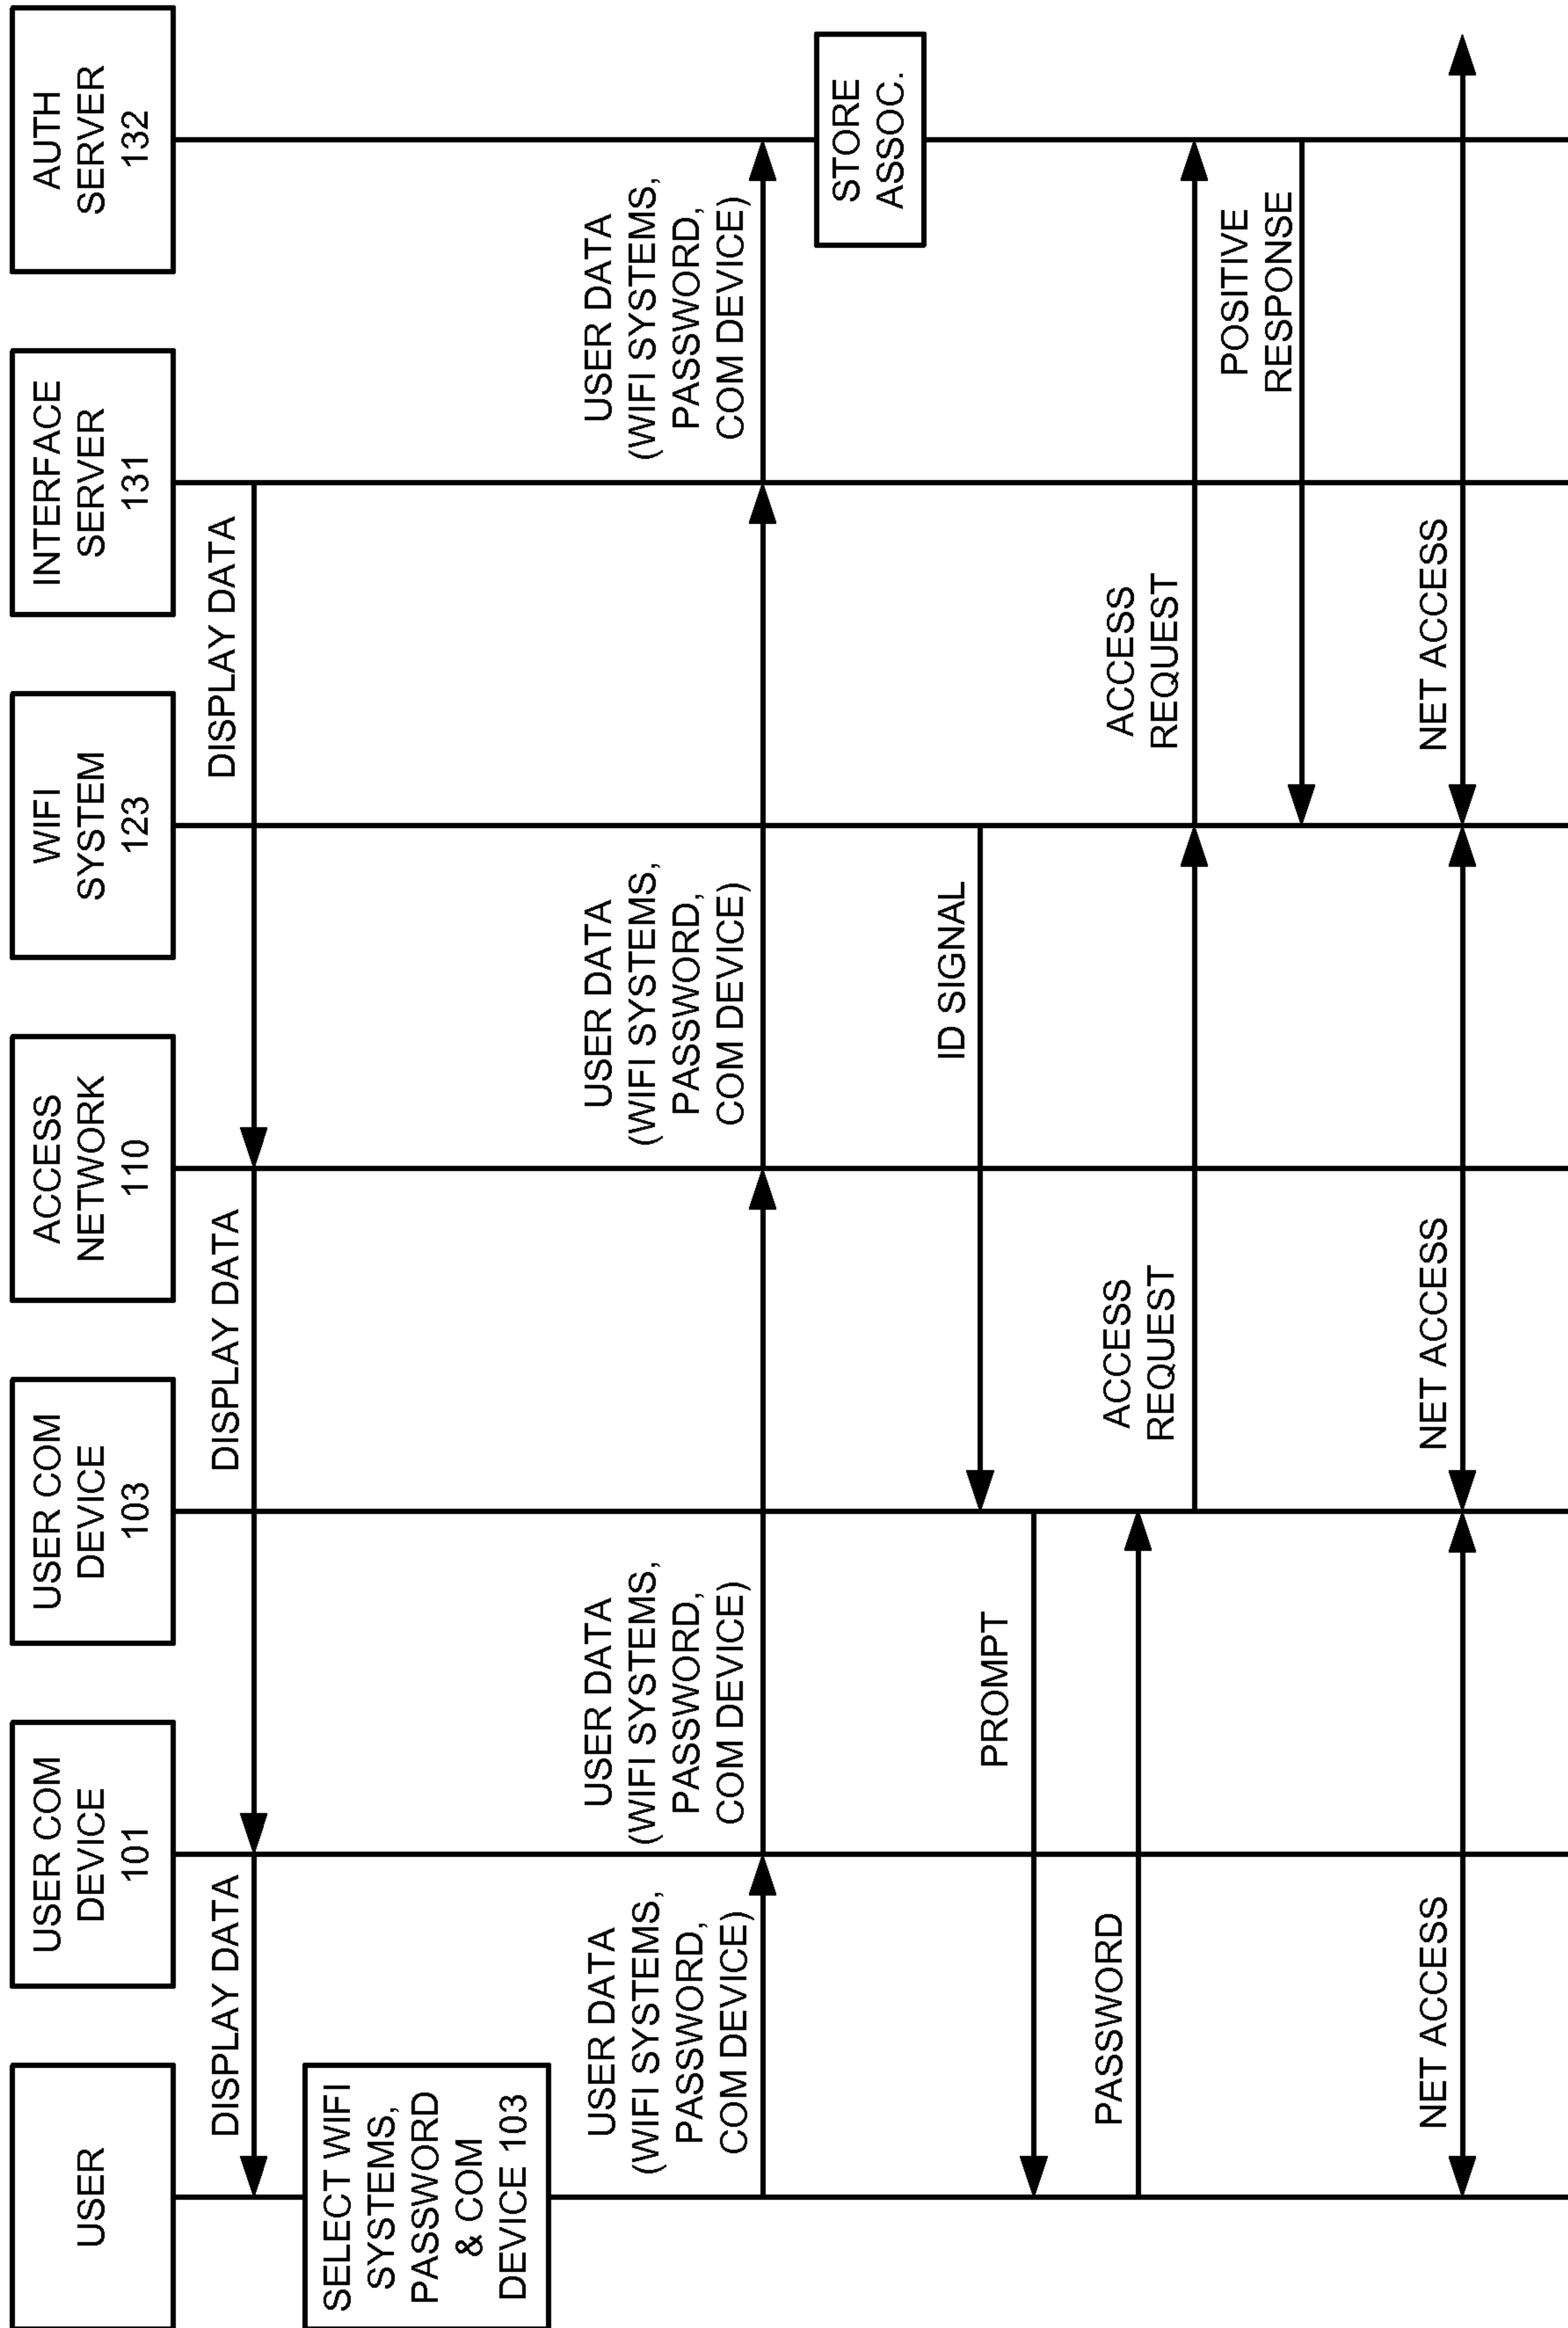 USER
USER COM
DEVICE
101
USER COM
DEVICE
103
ACCESS
NETWORK
110
WIFI
SYSTEM
123
INTERFACE
SERVER
131
AUTH
SERVER
132
DISPLAY DATA
DISPLAY DATA
DISPLAY DATA
SELECT WIFI
SYSTEMS,
PASSWORD
& COM
DEVICE 103
USER DATA
(WIFI SYSTEMS,
PASSWORD,
COM DEVICE)
USER DATA
(WIFI SYSTEMS,
PASSWORD,
COM DEVICE)
USER DATA
(WIFI SYSTEMS,
PASSWORD,
COM DEVICE)
USER DATA
(WIFI SYSTEMS,
PASSWORD,
COM DEVICE)
STORE
ASSOC.
ID SIGNAL
PROMPT
PASSWORD
ACCESS
REQUEST
ACCESS
REQUEST
POSITIVE
RESPONSE
NET ACCESS
NET ACCESS
NET ACCESS